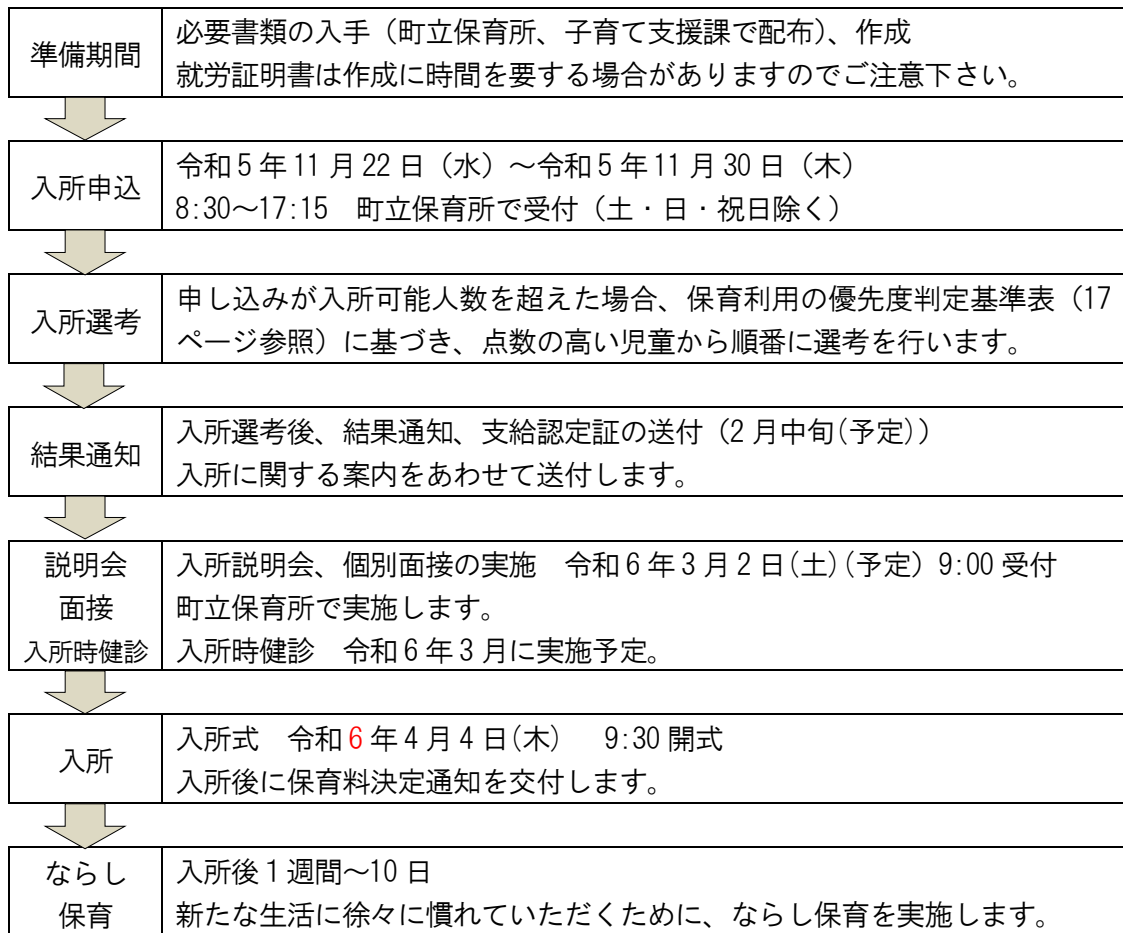 準備期間
必要書類の入手（町立保育所、子育て支援課で配布）、作成
就労証明書は作成に時間を要する場合がありますのでご注意下さい。
入所申込
令和5年11月22日（水）～令和5年11月30日（木）
8:30～17:15　町立保育所で受付（土・日・祝日除く）
入所選考
申し込みが入所可能人数を超えた場合、保育利用の優先度判定基準表（17
ページ参照）に基づき、点数の高い児童から順番に選考を行います。
結果通知
入所選考後、結果通知、支給認定証の送付（2月中旬(予定)）
入所に関する案内をあわせて送付します。
説明会
面接
入所時健診
入所説明会、個別面接の実施　令和6年3月2日(土)(予定）9:00受付
町立保育所で実施します。
入所時健診　令和6年3月に実施予定。
入所
入所式　令和6年4月4日(木)　9:30開式
入所後に保育料決定通知を交付します。
ならし
保育
入所後1週間～10日
新たな生活に徐々に慣れていただくために、ならし保育を実施します。